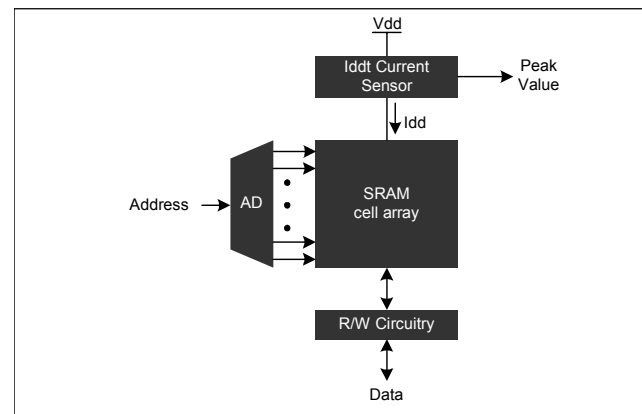 Vdd
Iddt Current
Sensor
Peak
Value
Idd
Address
AD
SRAM
cell array
R/W Circuitry
Data